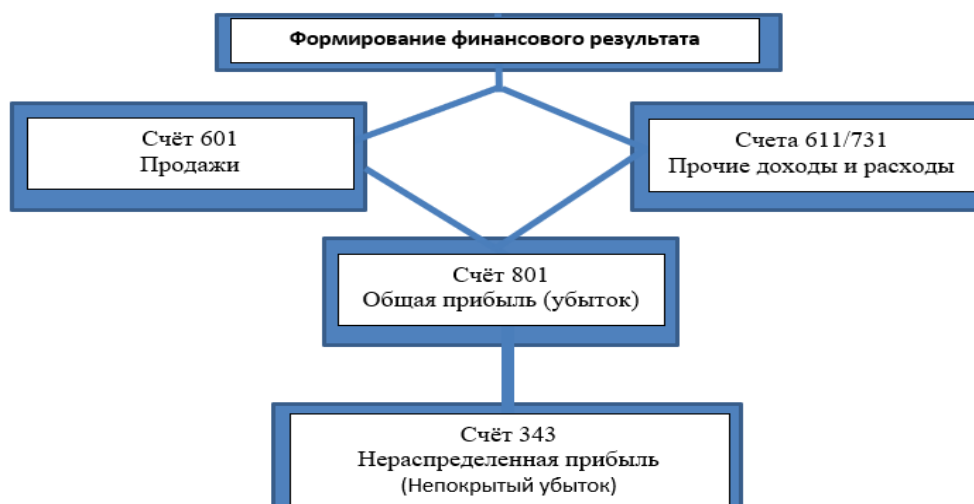 Формирование финансового результата
Счёт 601
Продажи
Счета 611/731
Прочие доходы и расходы
Счёт 801
Общая прибыль (убыток)
Счёт 343
Нераспределенная прибыль
(Непокрытый убыток)